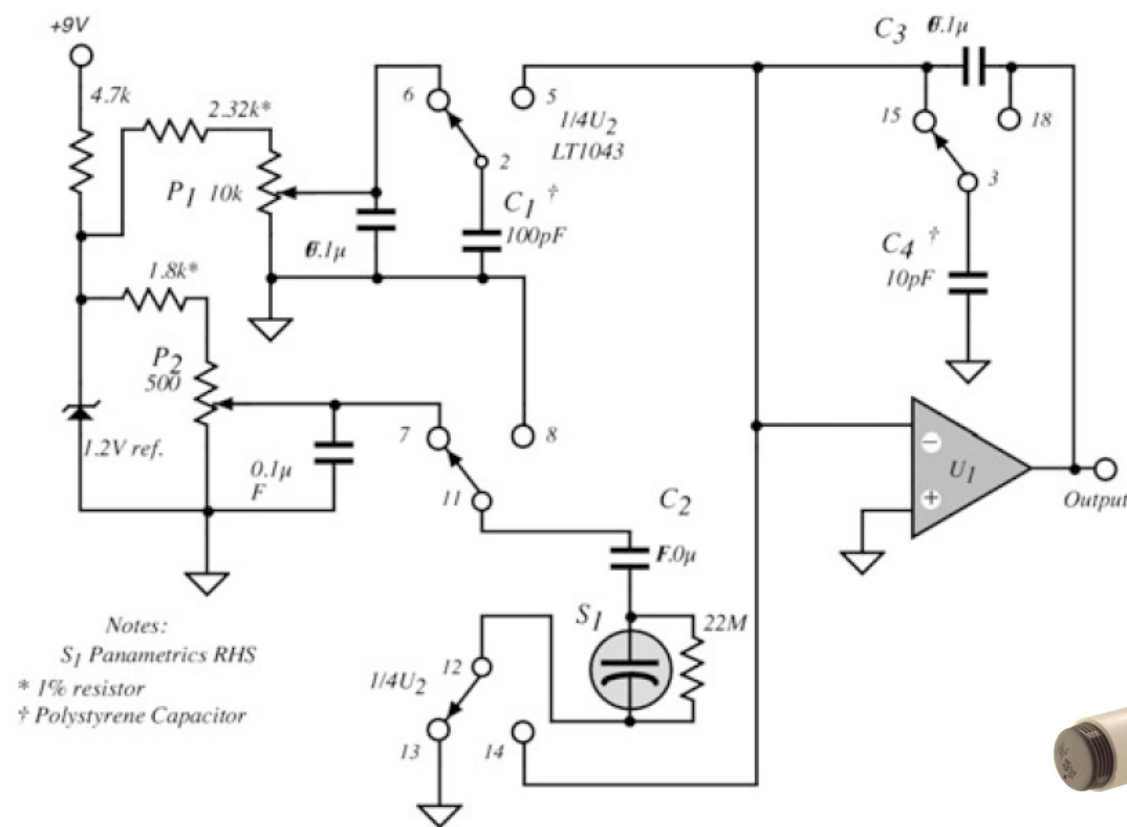 +9V
4.7k
2.32k*
P1 10k
0.1µ
6
5
1/4U2
LT1043
2
C1 †
100pF
C3
0.1µ
15
18
3
C4 †
10pF
1.8k*
P2
500
1.2V ref.
0.1µ
F
7
8
11
C2
S1
22M
12
1/4U2
13
14
−
+
U1
Output
Notes:
S1 Panametrics RHS
* 1% resistor
† Polystyrene Capacitor